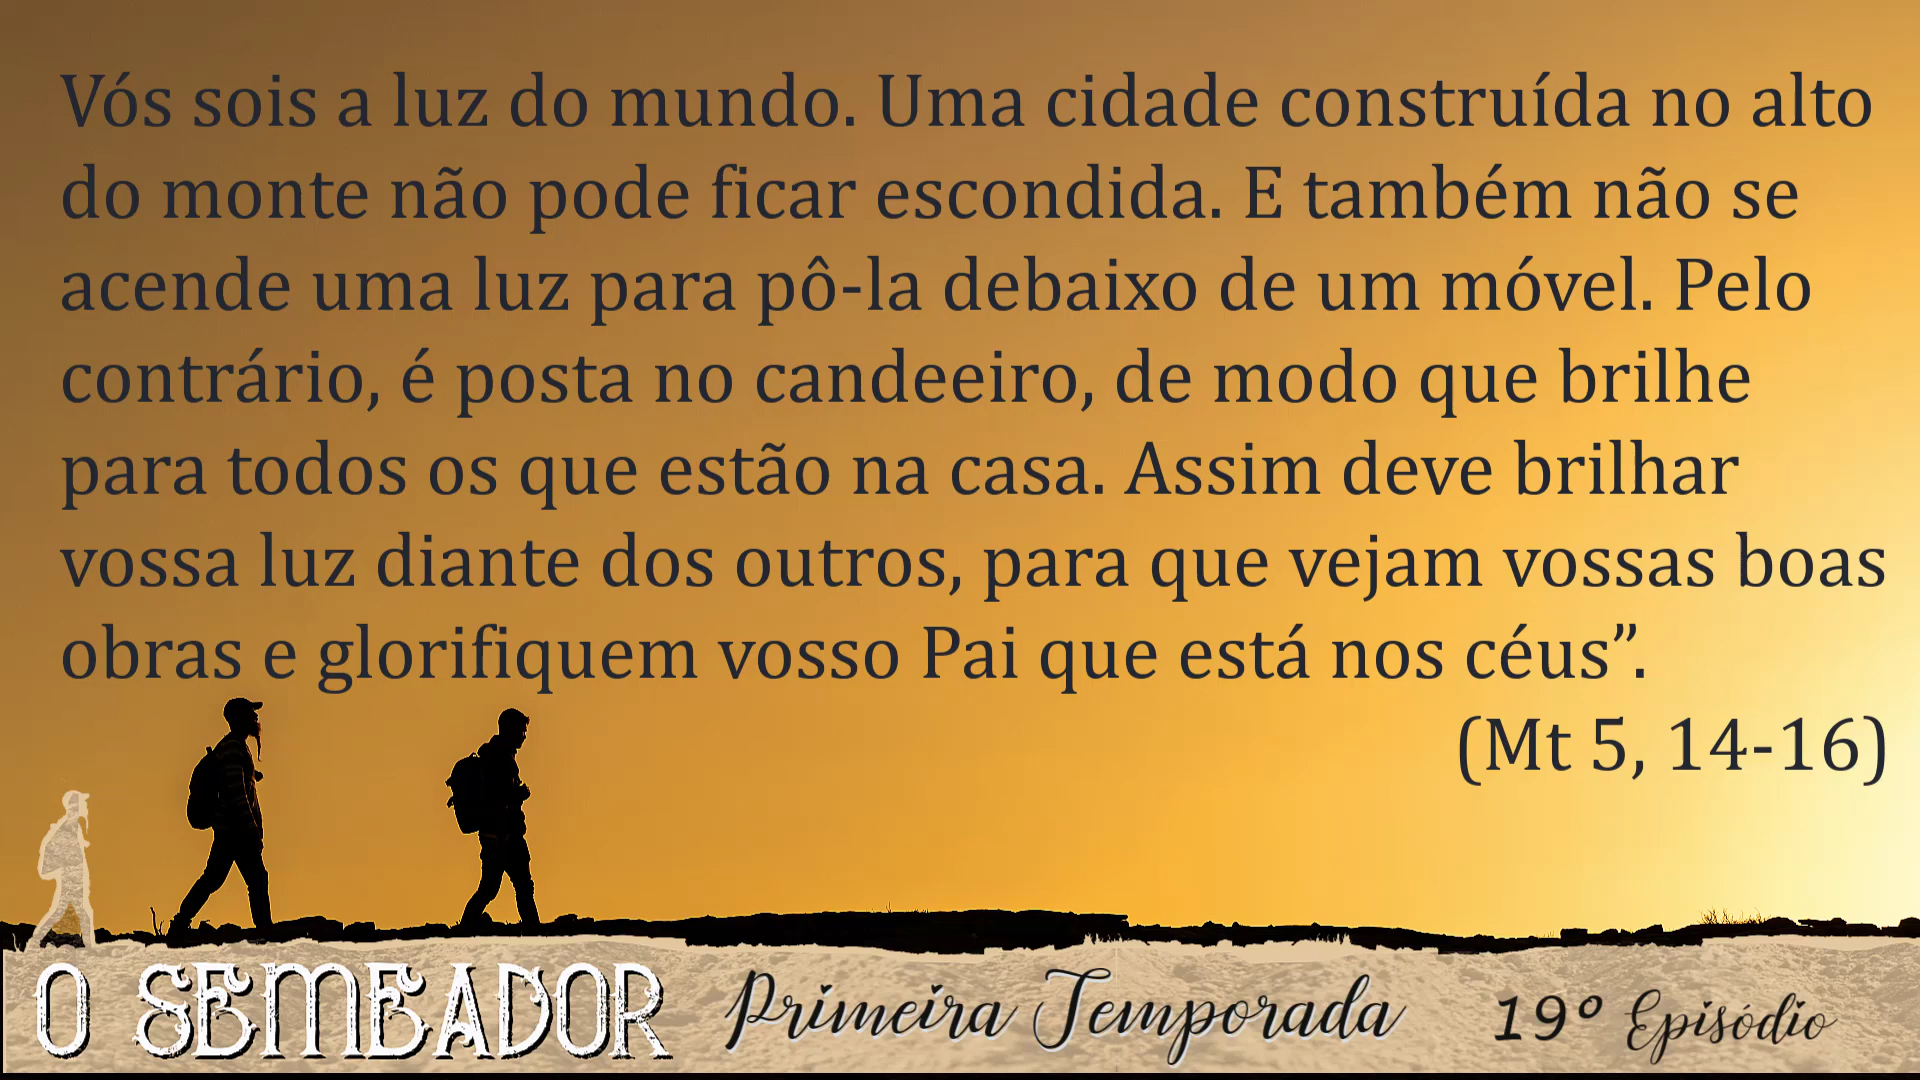 Vós sois a luz do mundo. Uma cidade construída no alto
do monte não pode ficar escondida. E também não se
acende uma luz para pô-la debaixo de um móvel. Pelo
contrário, é posta no candeeiro, de modo que brilhe
para todos os que estão na casa. Assim deve brilhar
vossa luz diante dos outros, para que vejam vossas boas
obras e glorifiquem vosso Pai que está nos céus”.
(Mt 5, 14-16)
O SEMEADOR Primeira Temporada 19º Episódio